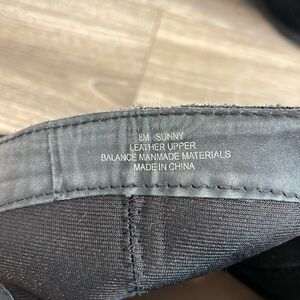 8M SUNNY
LEATHER UPPER
BALANCE MANMADE MATERIALS
MADE IN CHINA